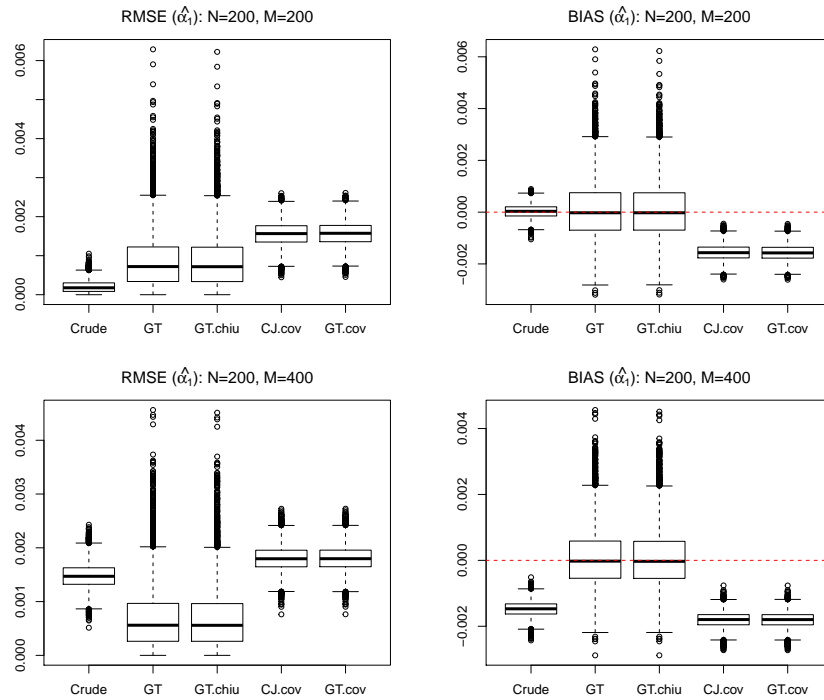 RMSE (α̂₁): N=200, M=200
0.006
0.004
0.002
0.000
Crude GT GT.chiu CJ.cov GT.cov
BIAS (α̂₁): N=200, M=200
0.006
0.004
0.002
0.000
−0.002
Crude GT GT.chiu CJ.cov GT.cov
RMSE (α̂₁): N=200, M=400
0.004
0.003
0.002
0.001
0.000
Crude GT GT.chiu CJ.cov GT.cov
BIAS (α̂₁): N=200, M=400
0.004
0.002
0.000
−0.002
Crude GT GT.chiu CJ.cov GT.cov